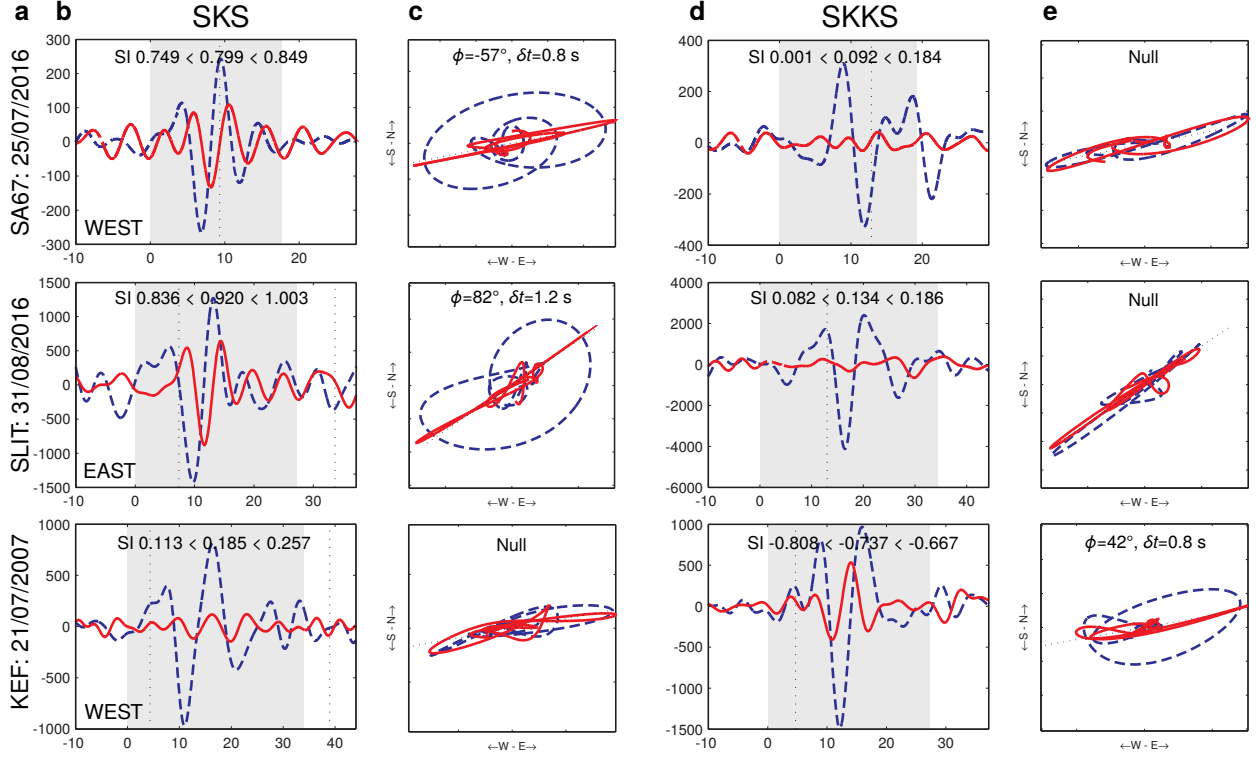 a b SKS c d SKKS e
SA67: 25/07/2016
300
200
100
0
-100
-200
-300
SI 0.749 < 0.799 < 0.849
WEST
-10 0 10 20
ϕ=-57°, δt=0.8 s
←S - N→
←W - E→
400
200
0
-200
-400
SI 0.001 < 0.092 < 0.184
-10 0 10 20
Null
←S - N→
←W - E→
SLIT: 31/08/2016
1500
1000
500
0
-500
-1000
-1500
SI 0.836 < 0.920 < 1.003
EAST
-10 0 10 20 30
ϕ=82°, δt=1.2 s
←S - N→
←W - E→
4000
2000
0
-2000
-4000
-6000
SI 0.082 < 0.134 < 0.186
-10 0 10 20 30 40
Null
←S - N→
←W - E→
KEF: 21/07/2007
1000
500
0
-500
-1000
SI 0.113 < 0.185 < 0.257
WEST
-10 0 10 20 30 40
Null
←S - N→
←W - E→
1000
500
0
-500
-1000
-1500
SI -0.808 < -0.737 < -0.667
-10 0 10 20 30
ϕ=42°, δt=0.8 s
←S - N→
←W - E→